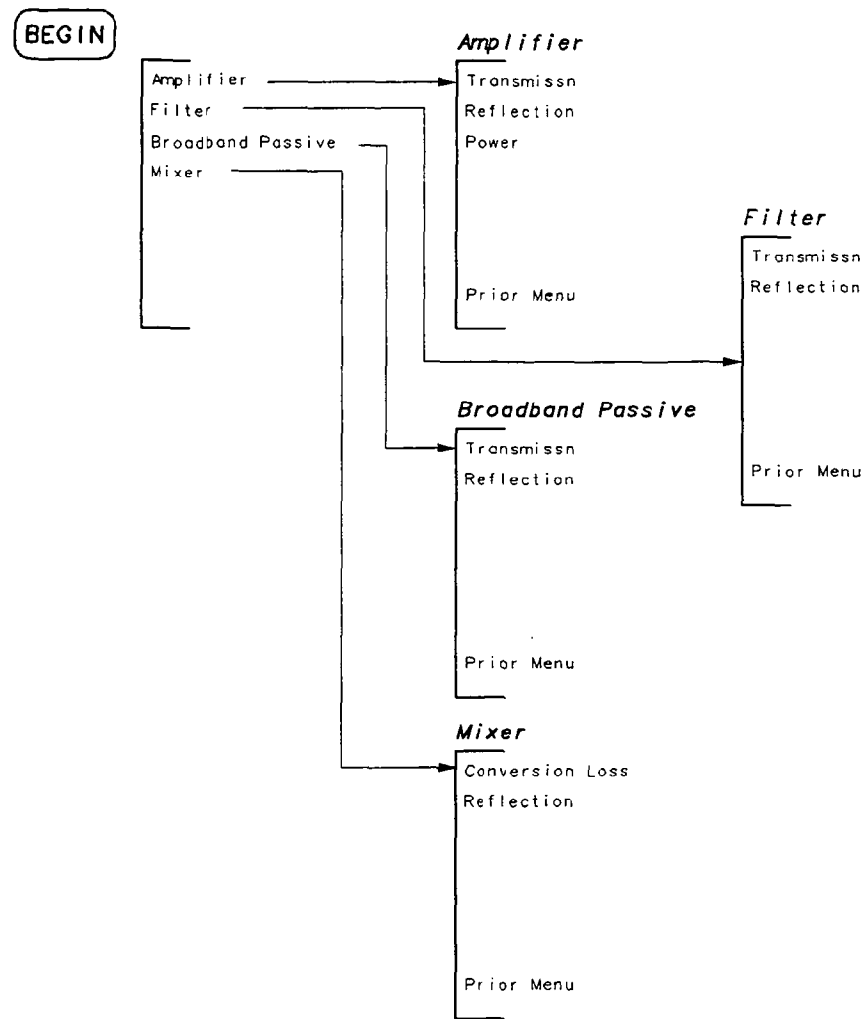 BEGIN
Amplifier
Filter
Broadband Passive
Mixer
Amplifier
Transmissn
Reflection
Power
Prior Menu
Filter
Transmissn
Reflection
Prior Menu
Broadband Passive
Transmissn
Reflection
Prior Menu
Mixer
Conversion Loss
Reflection
Prior Menu